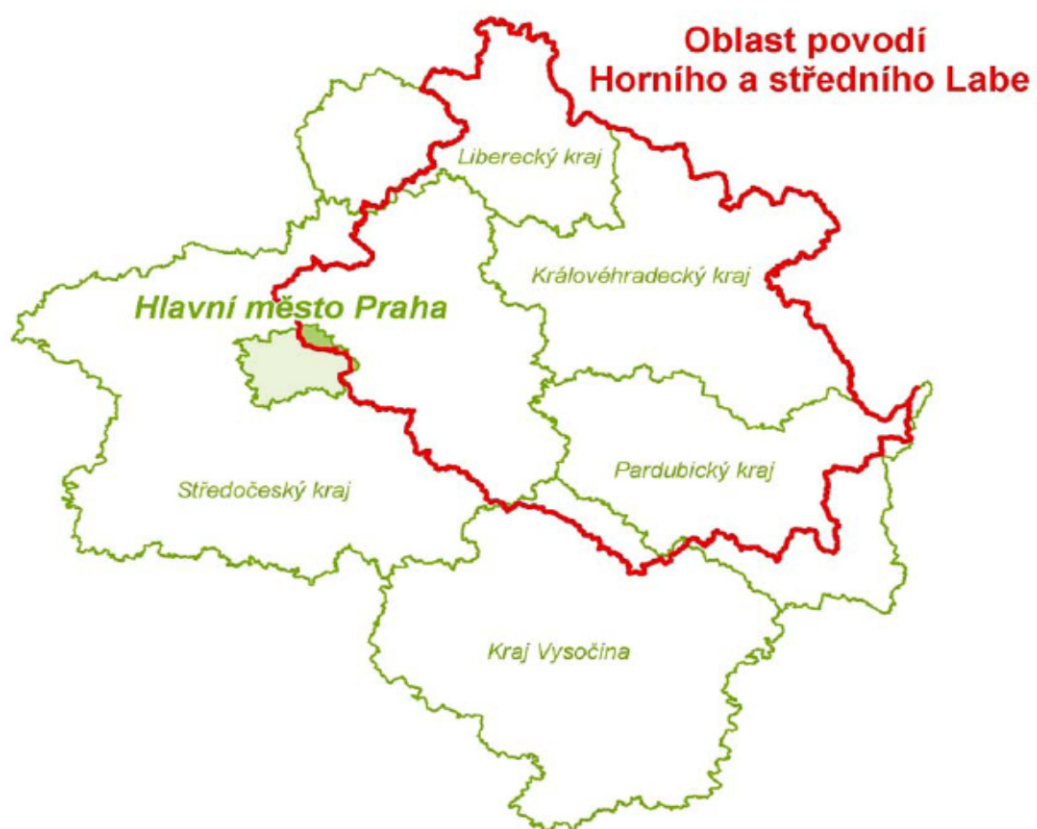 Oblast povodí
Horního a středního Labe
Liberecký kraj
Královéhradecký kraj
Hlavní město Praha
Pardubický kraj
Středočeský kraj
Kraj Vysočina